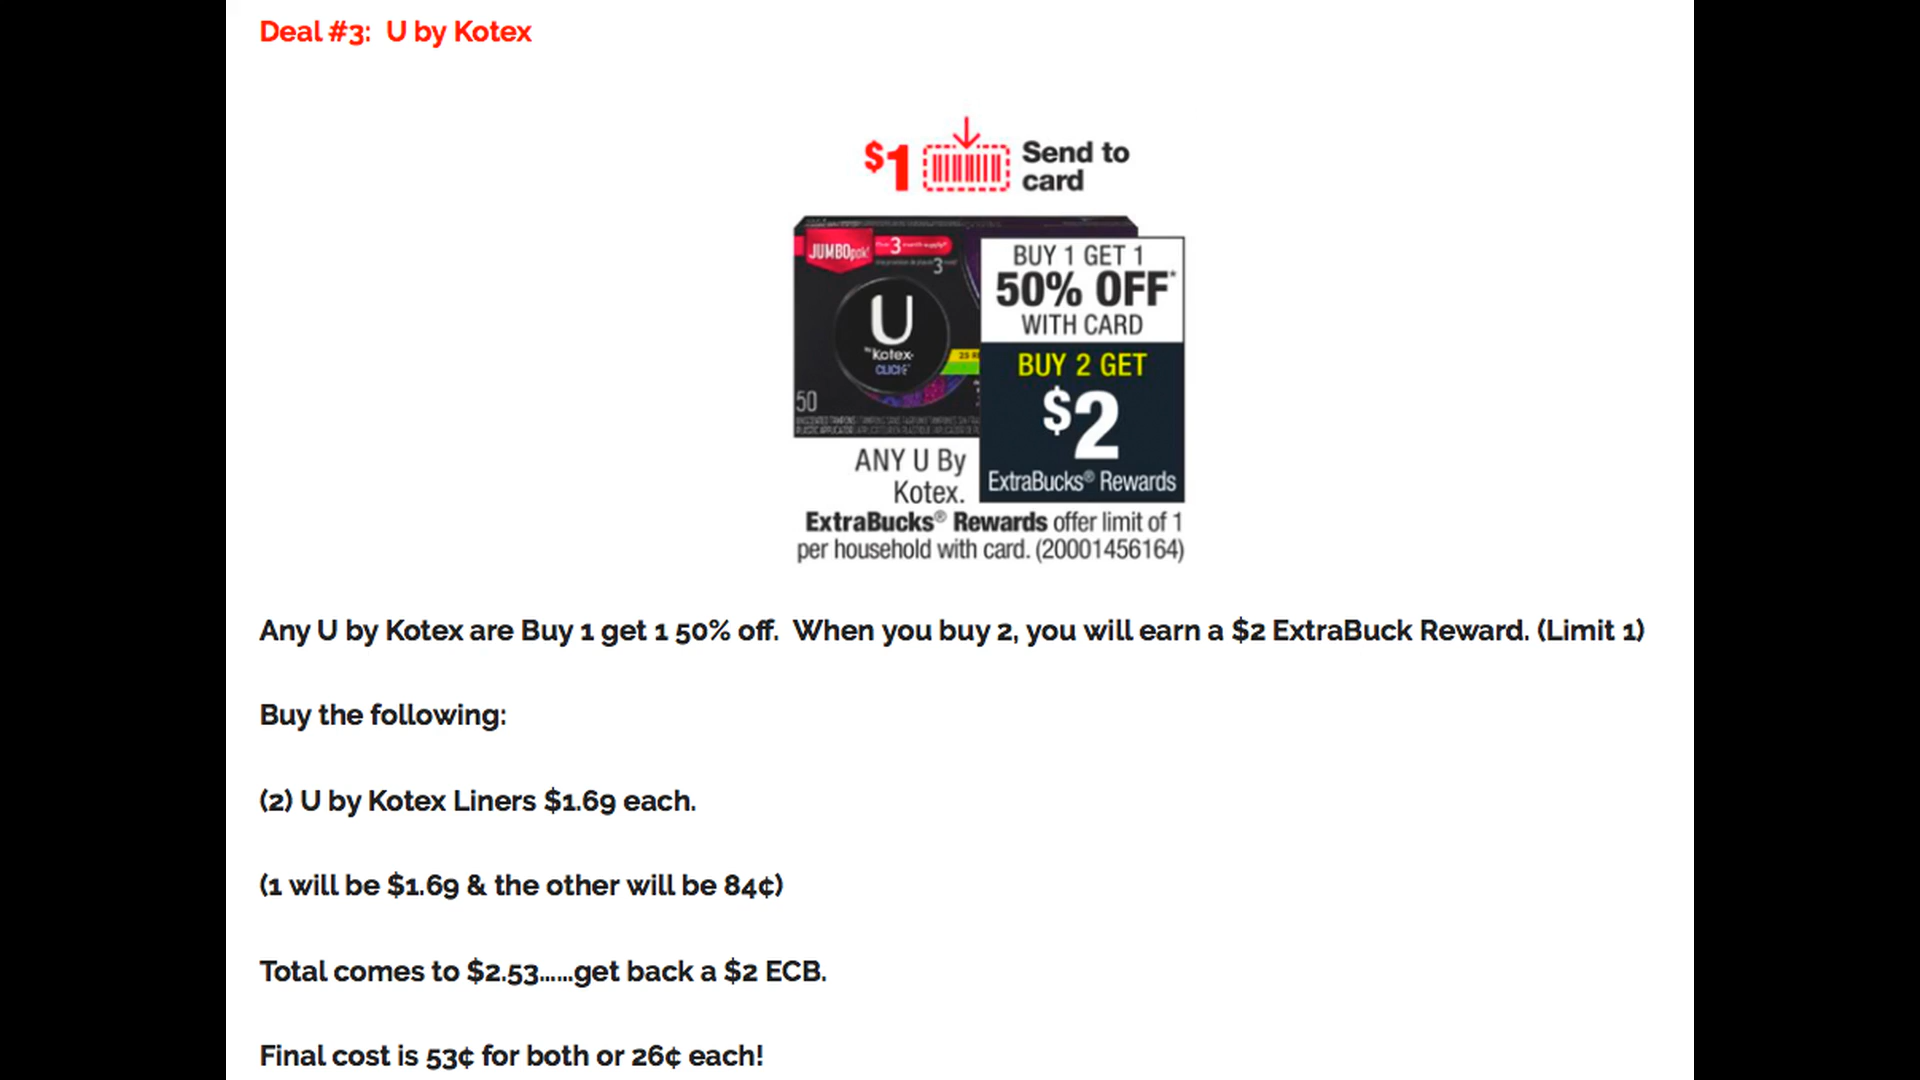 Deal #3: U by Kotex
$1 Send to
card
JUMBOpak!
3
3
U
by Kotex
CLICK
50
BUY 1 GET 1
50% OFF*
WITH CARD
BUY 2 GET
$2
ExtraBucks® Rewards
ANY U By
Kotex.
ExtraBucks® Rewards offer limit of 1
per household with card. (20001456164)
Any U by Kotex are Buy 1 get 1 50% off. When you buy 2, you will earn a $2 ExtraBuck Reward. (Limit 1)
Buy the following:
(2) U by Kotex Liners $1.69 each.
(1 will be $1.69 & the other will be 84¢)
Total comes to $2.53......get back a $2 ECB.
Final cost is 53¢ for both or 26¢ each!